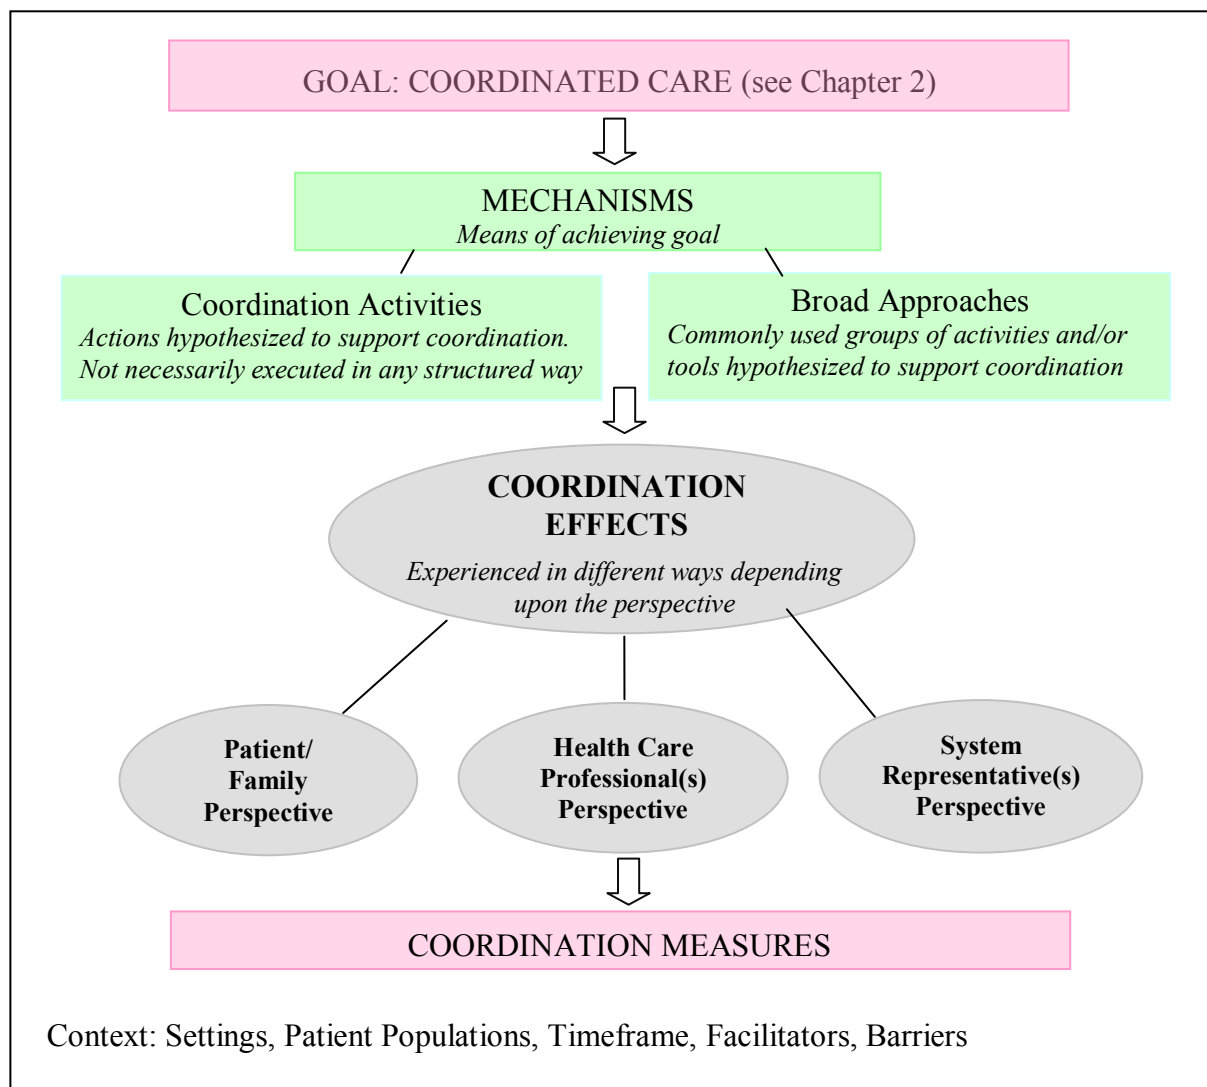 GOAL: COORDINATED CARE (see Chapter 2)
MECHANISMS
Means of achieving goal
Coordination Activities
Actions hypothesized to support coordination.
Not necessarily executed in any structured way
Broad Approaches
Commonly used groups of activities and/or
tools hypothesized to support coordination
COORDINATION
EFFECTS
Experienced in different ways depending
upon the perspective
Patient/
Family
Perspective
Health Care
Professional(s)
Perspective
System
Representative(s)
Perspective
COORDINATION MEASURES
Context: Settings, Patient Populations, Timeframe, Facilitators, Barriers